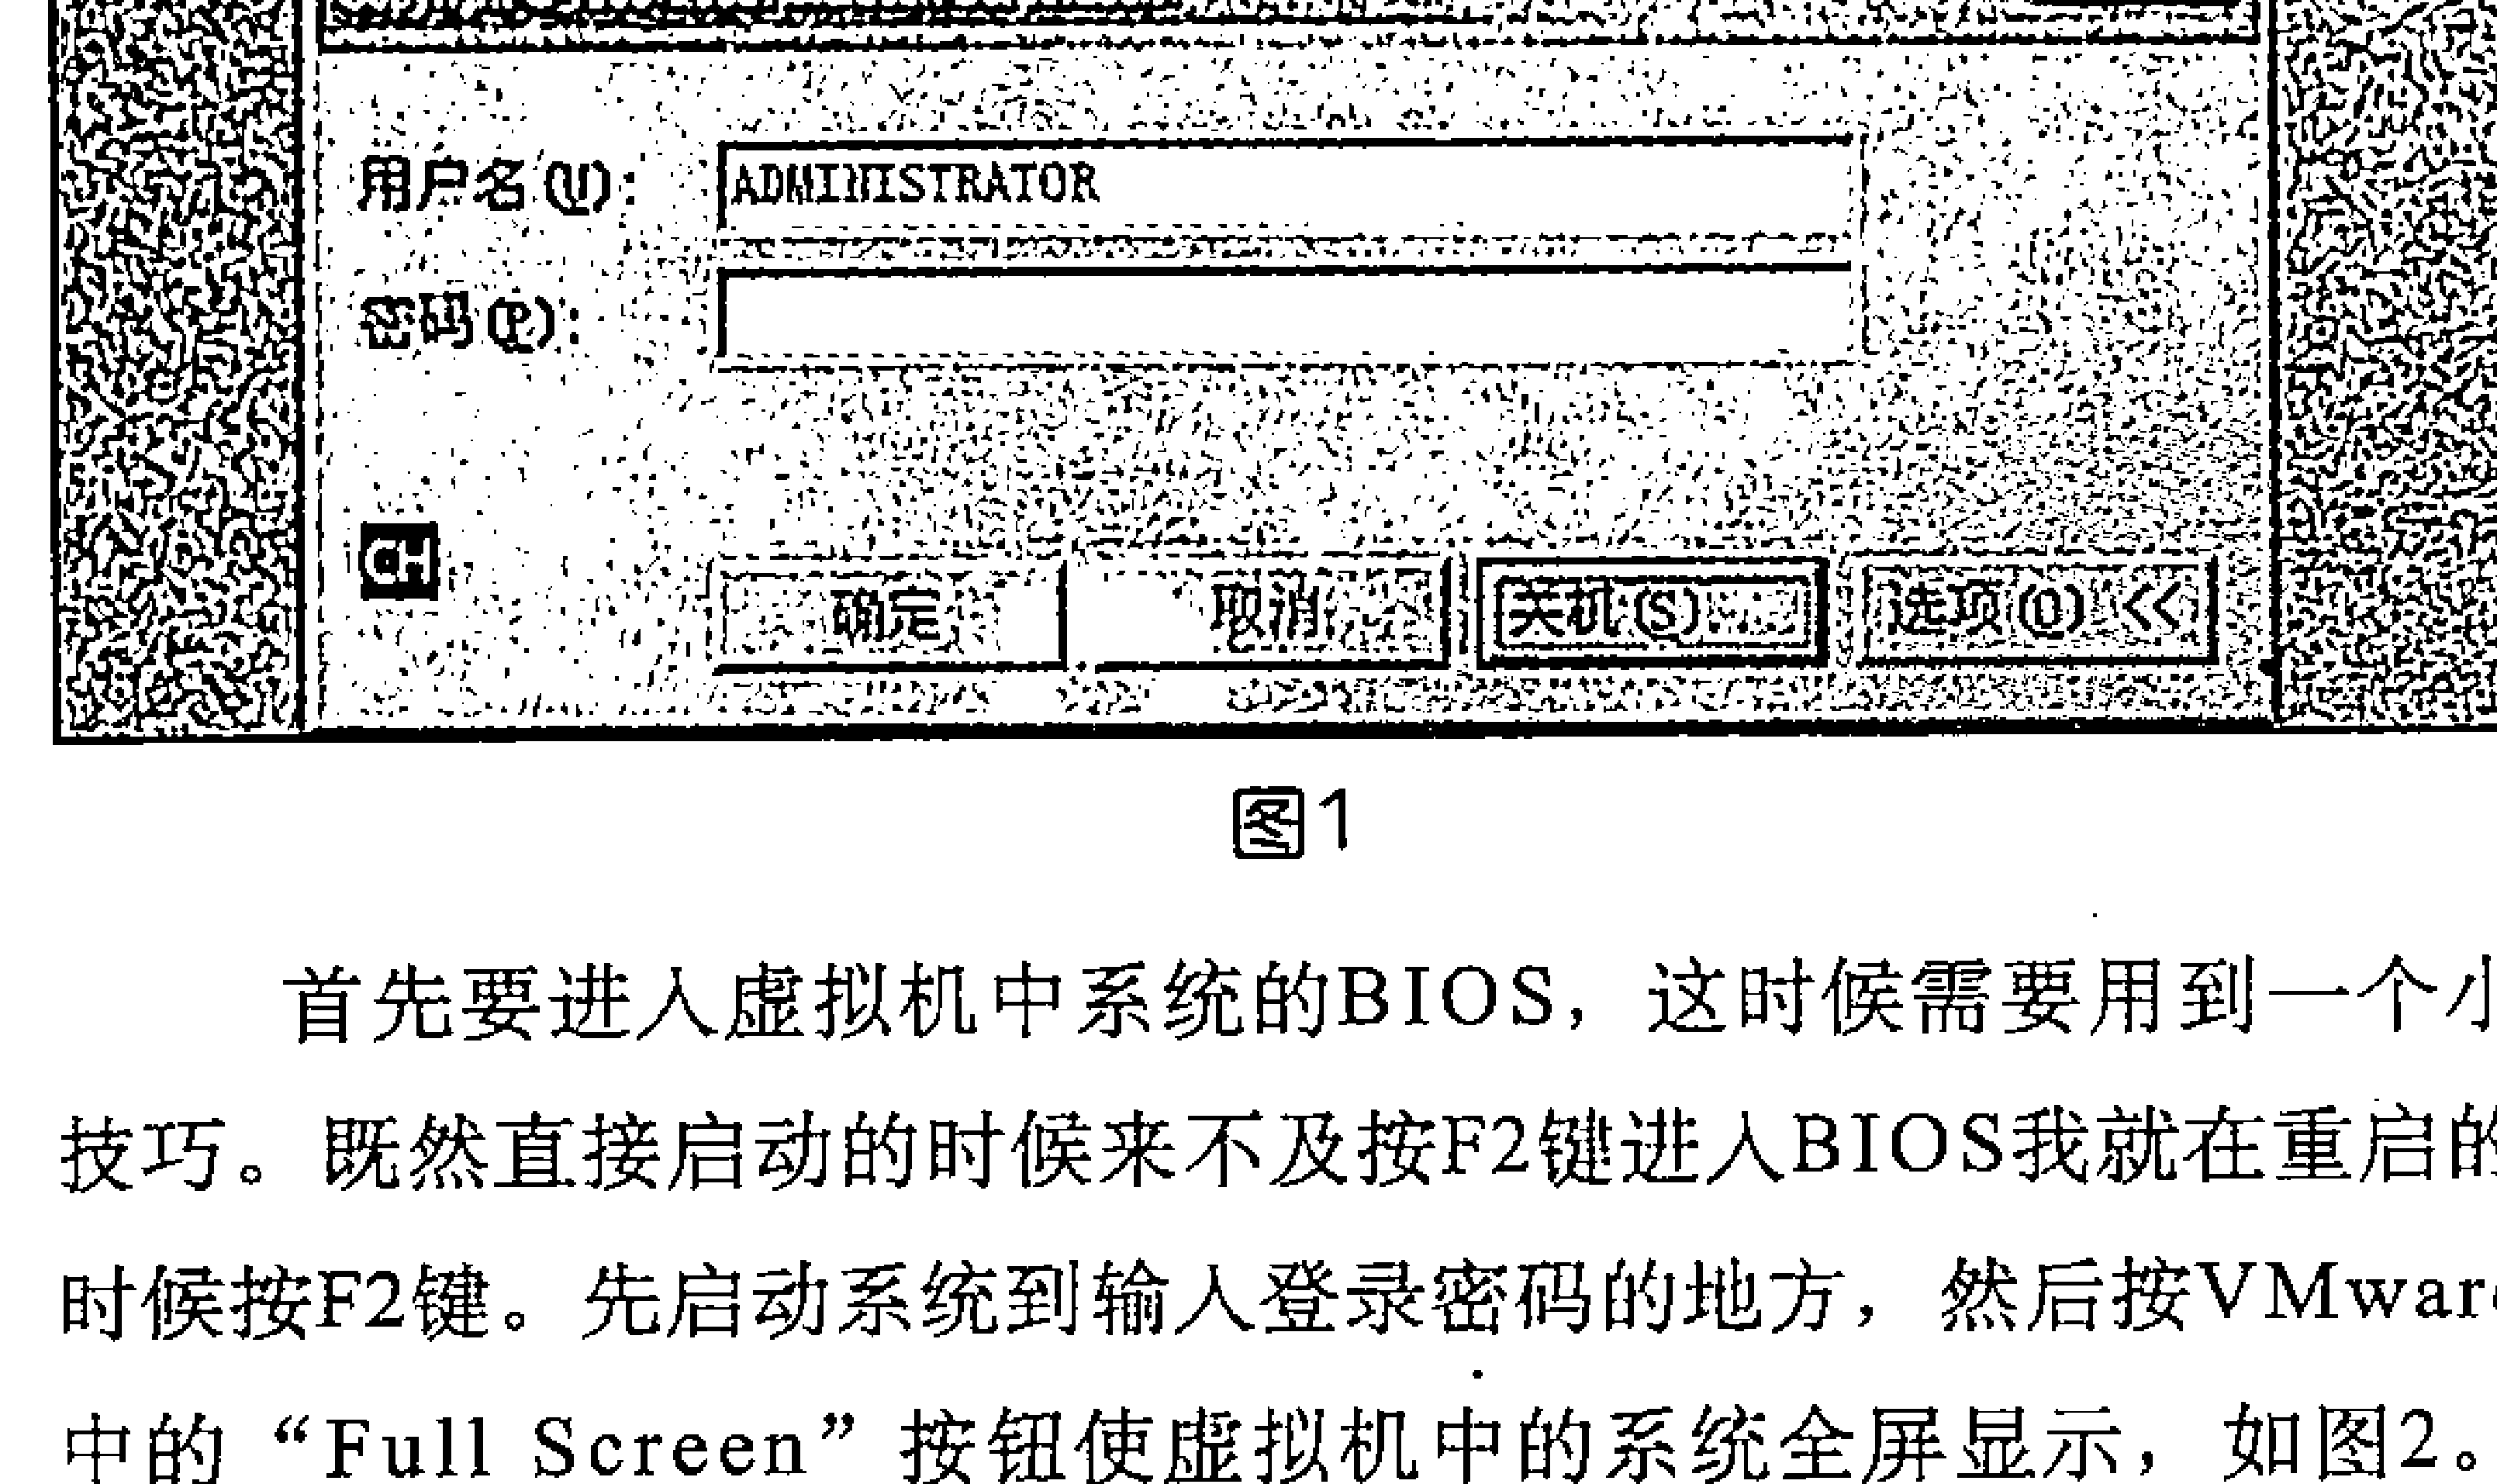 用户名(U): ADMINISTRATOR
密码(P):
CH
确定 取消 关机(S) 选项(O) <<
图1
首先要进入虚拟机中系统的BIOS，这时候需要用到一个小
技巧。既然直接启动的时候来不及按F2键进入BIOS我就在重启的
时候按F2键。先启动系统到输入登录密码的地方，然后按VMware
中的“Full Screen”按钮使虚拟机中的系统全屏显示，如图2。